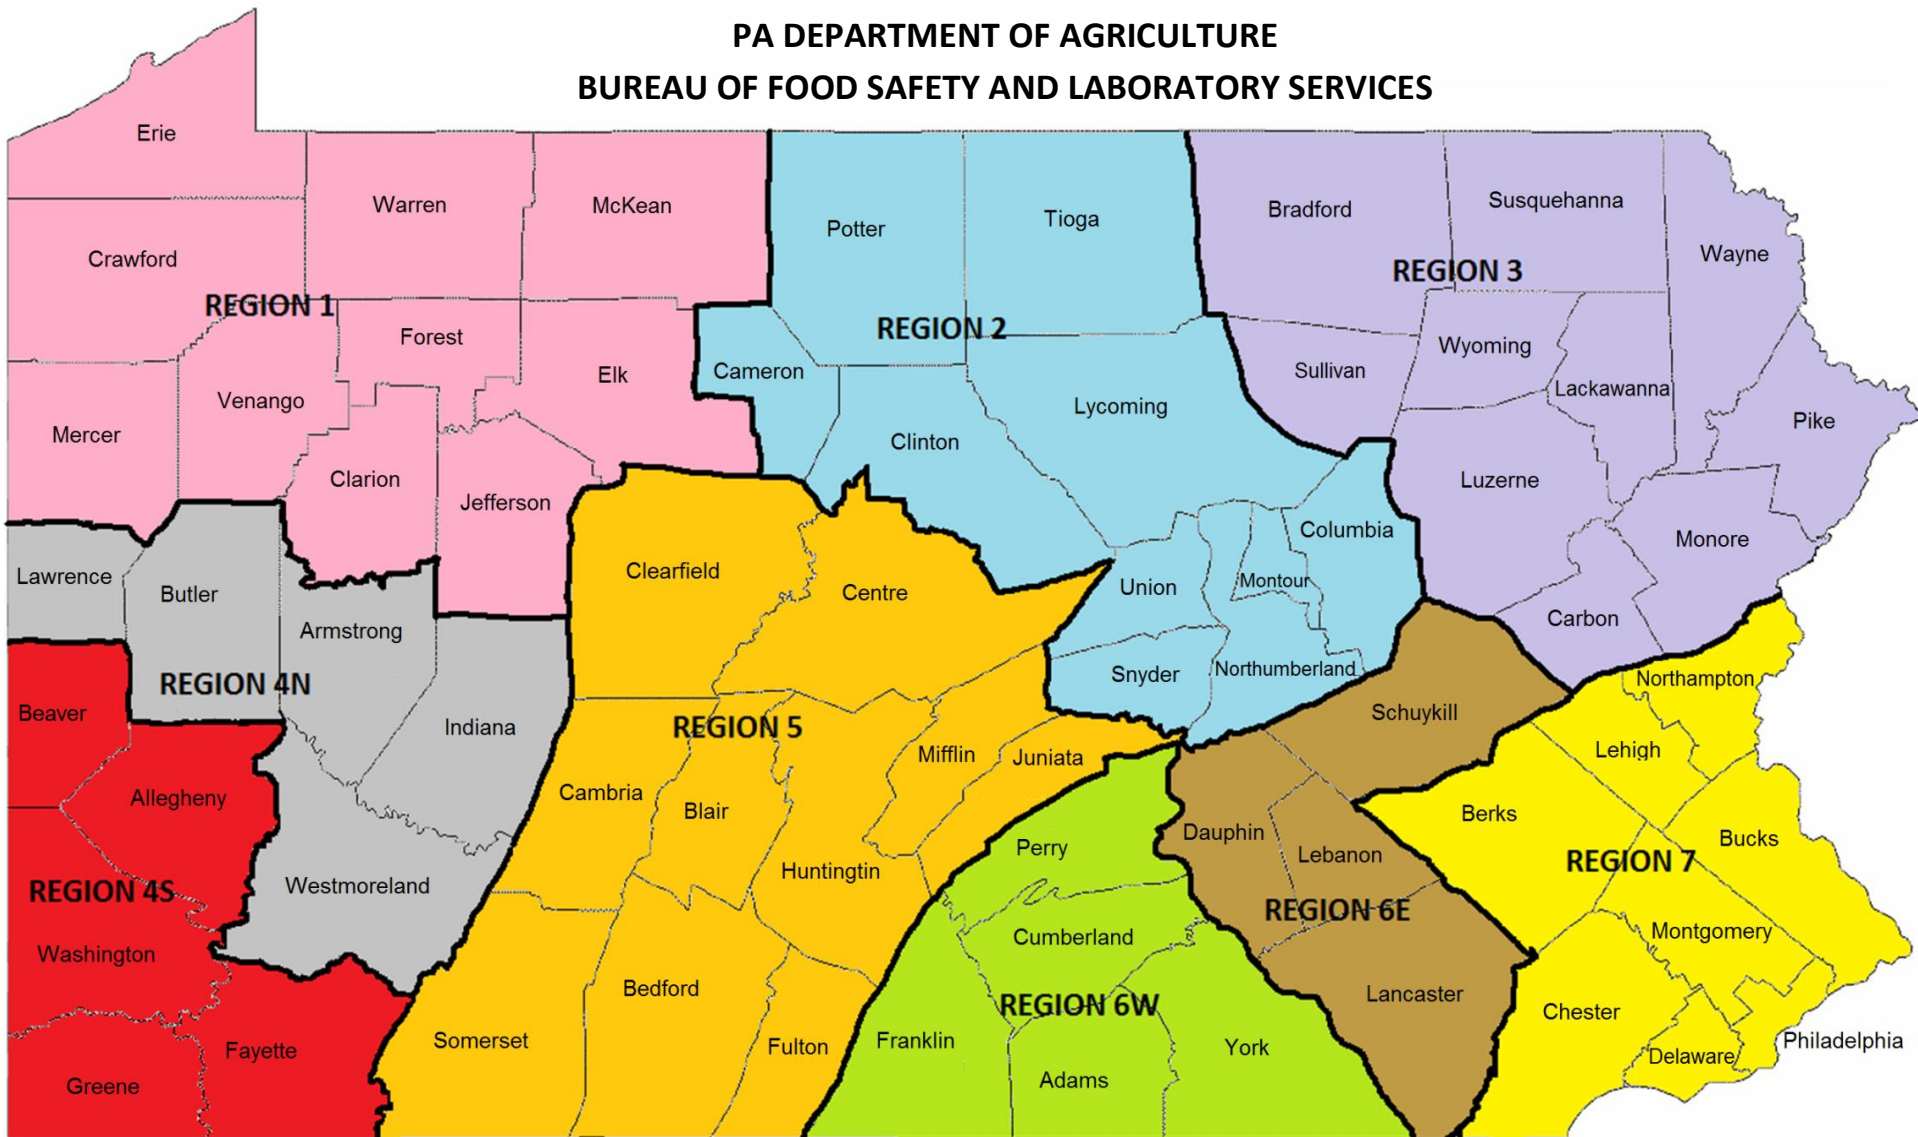 PA DEPARTMENT OF AGRICULTURE
BUREAU OF FOOD SAFETY AND LABORATORY SERVICES
Erie
Warren
McKean
Crawford
REGION 1
Forest
Elk
Venango
Mercer
Clarion
Jefferson
Potter
Tioga
REGION 2
Cameron
Lycoming
Clinton
Columbia
Union
Montour
Snyder
Northumberland
Bradford
Susquehanna
Wayne
REGION 3
Wyoming
Sullivan
Lackawanna
Pike
Luzerne
Monore
Carbon
Lawrence
Butler
Armstrong
REGION 4N
Indiana
Westmoreland
Beaver
Allegheny
REGION 4S
Washington
Fayette
Greene
Clearfield
Centre
REGION 5
Mifflin
Juniata
Cambria
Blair
Huntingtin
Bedford
Somerset
Fulton
Perry
Cumberland
REGION 6W
Franklin
York
Adams
Schuykill
Dauphin
Lebanon
REGION 6E
Lancaster
Northampton
Lehigh
Berks
Bucks
REGION 7
Montgomery
Chester
Philadelphia
Delaware